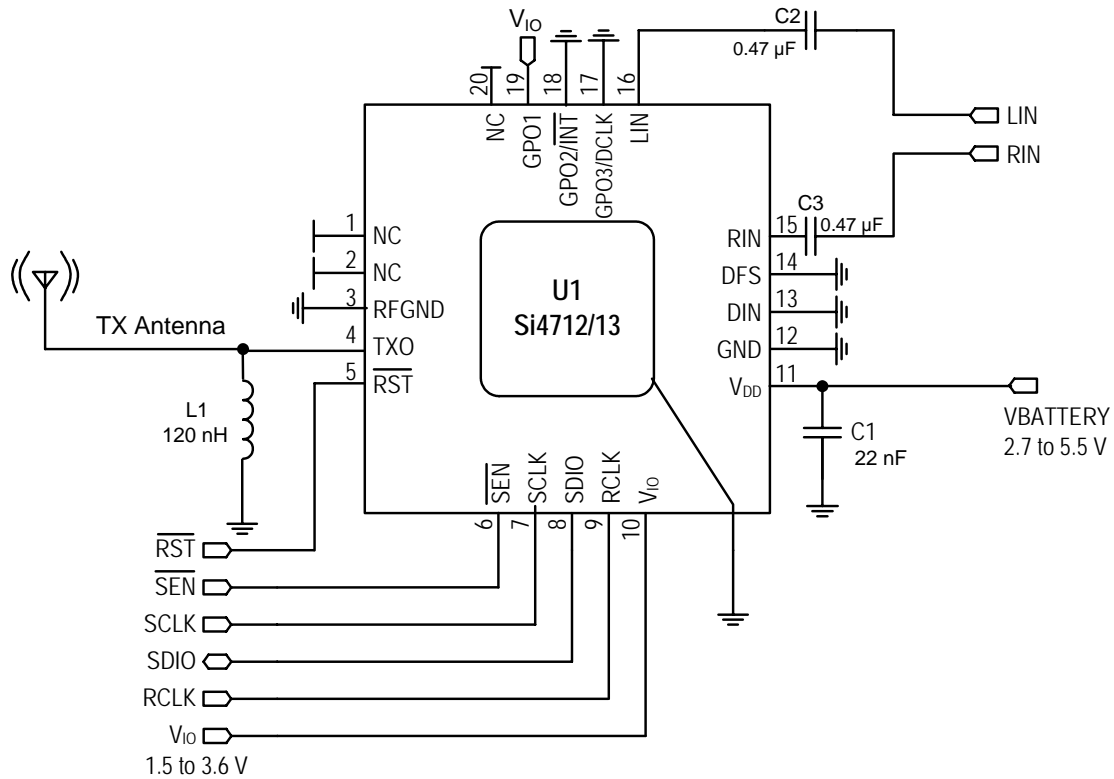 V_IO
C2
0.47 µF
20
19
18
17
16
NC
GPO1
GPO2/INT
GPO3/DCLK
LIN
LIN
RIN
C3
0.47 µF
1
NC
2
NC
3
RFGND
4
TXO
5
RST
15
RIN
14
DFS
13
DIN
12
GND
11
V_DD
U1
Si4712/13
TX Antenna
L1
120 nH
C1
22 nF
VBATTERY
2.7 to 5.5 V
SEN
SCLK
SDIO
RCLK
V_IO
6
7
8
9
10
RST
SEN
SCLK
SDIO
RCLK
V_IO
1.5 to 3.6 V